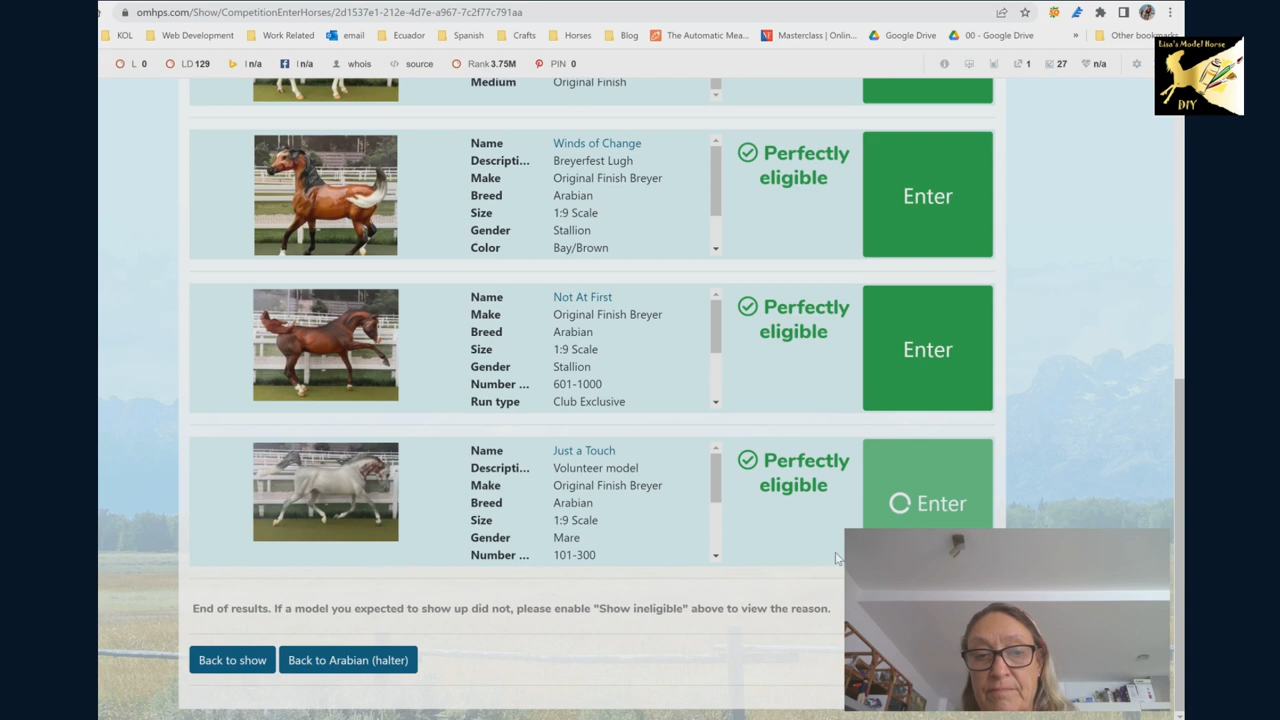 omhps.com/Show/CompetitionEnterHorses/2d1537e1-212e-4d7e-a967-7c2f77c791aa
KOL Web Development Work Related email Ecuador Spanish Crafts Horses Blog The Automatic Mea... Masterclass | Onlin... Google Drive 00 - Google Drive » Other bookmarks
L 0 LD 129 I n/a I n/a whois source Rank 3.75M PIN 0 1 27 n/a
Lisa's Model Horse
DIY
Medium Original Finish
Name Winds of Change
Descripti... Breyerfest Lugh
Make Original Finish Breyer
Breed Arabian
Size 1:9 Scale
Gender Stallion
Color Bay/Brown
Perfectly
eligible
Enter
Name Not At First
Make Original Finish Breyer
Breed Arabian
Size 1:9 Scale
Gender Stallion
Number ... 601-1000
Run type Club Exclusive
Perfectly
eligible
Enter
Name Just a Touch
Descripti... Volunteer model
Make Original Finish Breyer
Breed Arabian
Size 1:9 Scale
Gender Mare
Number ... 101-300
Perfectly
eligible
Enter
End of results. If a model you expected to show up did not, please enable "Show ineligible" above to view the reason.
Back to show Back to Arabian (halter)